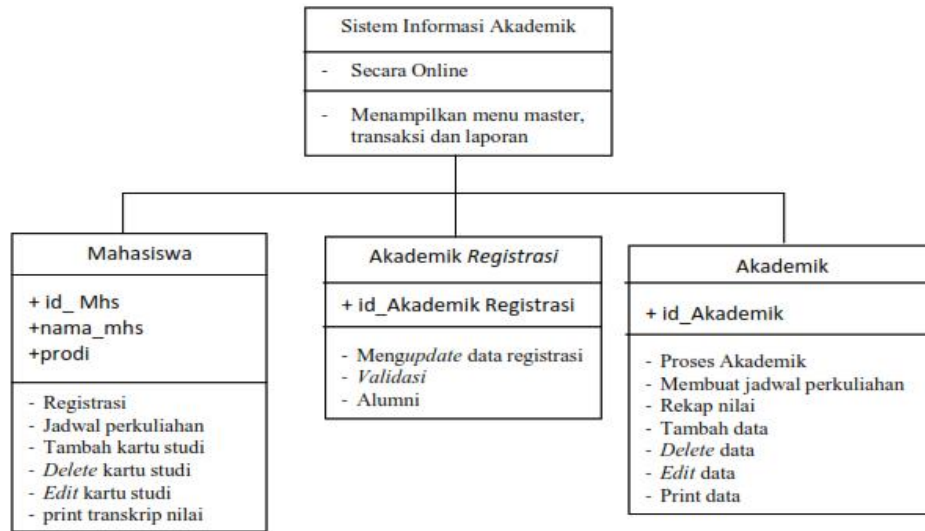 Sistem Informasi Akademik
- Secara Online
- Menampilkan menu master,
transaksi dan laporan
Mahasiswa
+ id_ Mhs
+nama_mhs
+prodi
- Registrasi
- Jadwal perkuliahan
- Tambah kartu studi
- Delete kartu studi
- Edit kartu studi
- print transkrip nilai
Akademik Registrasi
+ id_Akademik Registrasi
- Mengupdate data registrasi
- Validasi
- Alumni
Akademik
+ id_Akademik
- Proses Akademik
- Membuat jadwal perkuliahan
- Rekap nilai
- Tambah data
- Delete data
- Edit data
- Print data